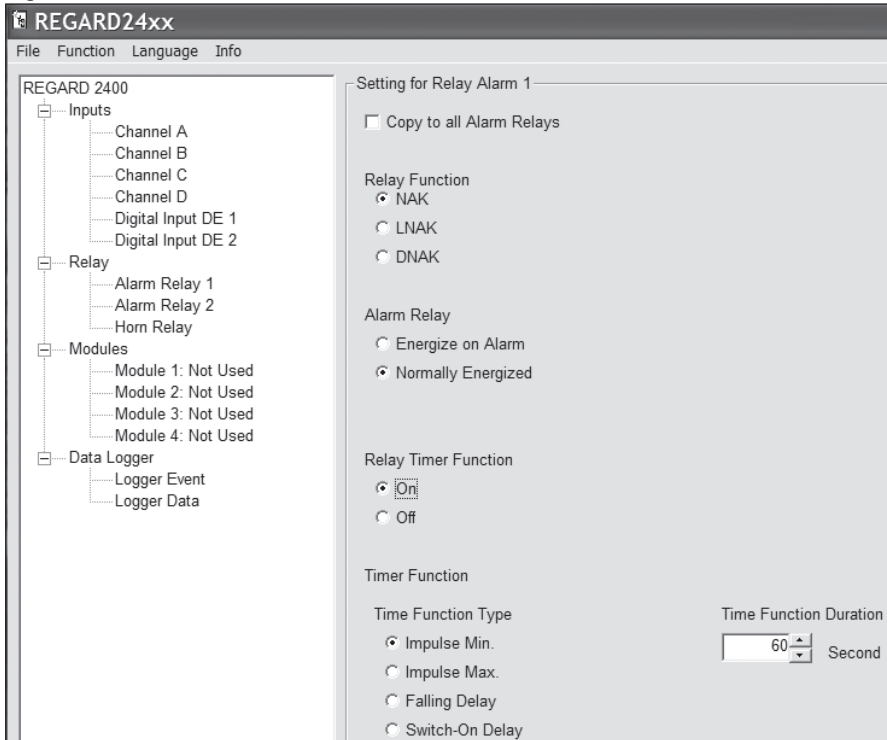 REGARD24xx
File Function Language Info
REGARD 2400
Inputs
Channel A
Channel B
Channel C
Channel D
Digital Input DE 1
Digital Input DE 2
Relay
Alarm Relay 1
Alarm Relay 2
Horn Relay
Modules
Module 1: Not Used
Module 2: Not Used
Module 3: Not Used
Module 4: Not Used
Data Logger
Logger Event
Logger Data
Setting for Relay Alarm 1
Copy to all Alarm Relays
Relay Function
NAK
LNAK
DNAK
Alarm Relay
Energize on Alarm
Normally Energized
Relay Timer Function
On
Off
Timer Function
Time Function Type
Impulse Min.
Impulse Max.
Falling Delay
Switch-On Delay
Time Function Duration
60 Second